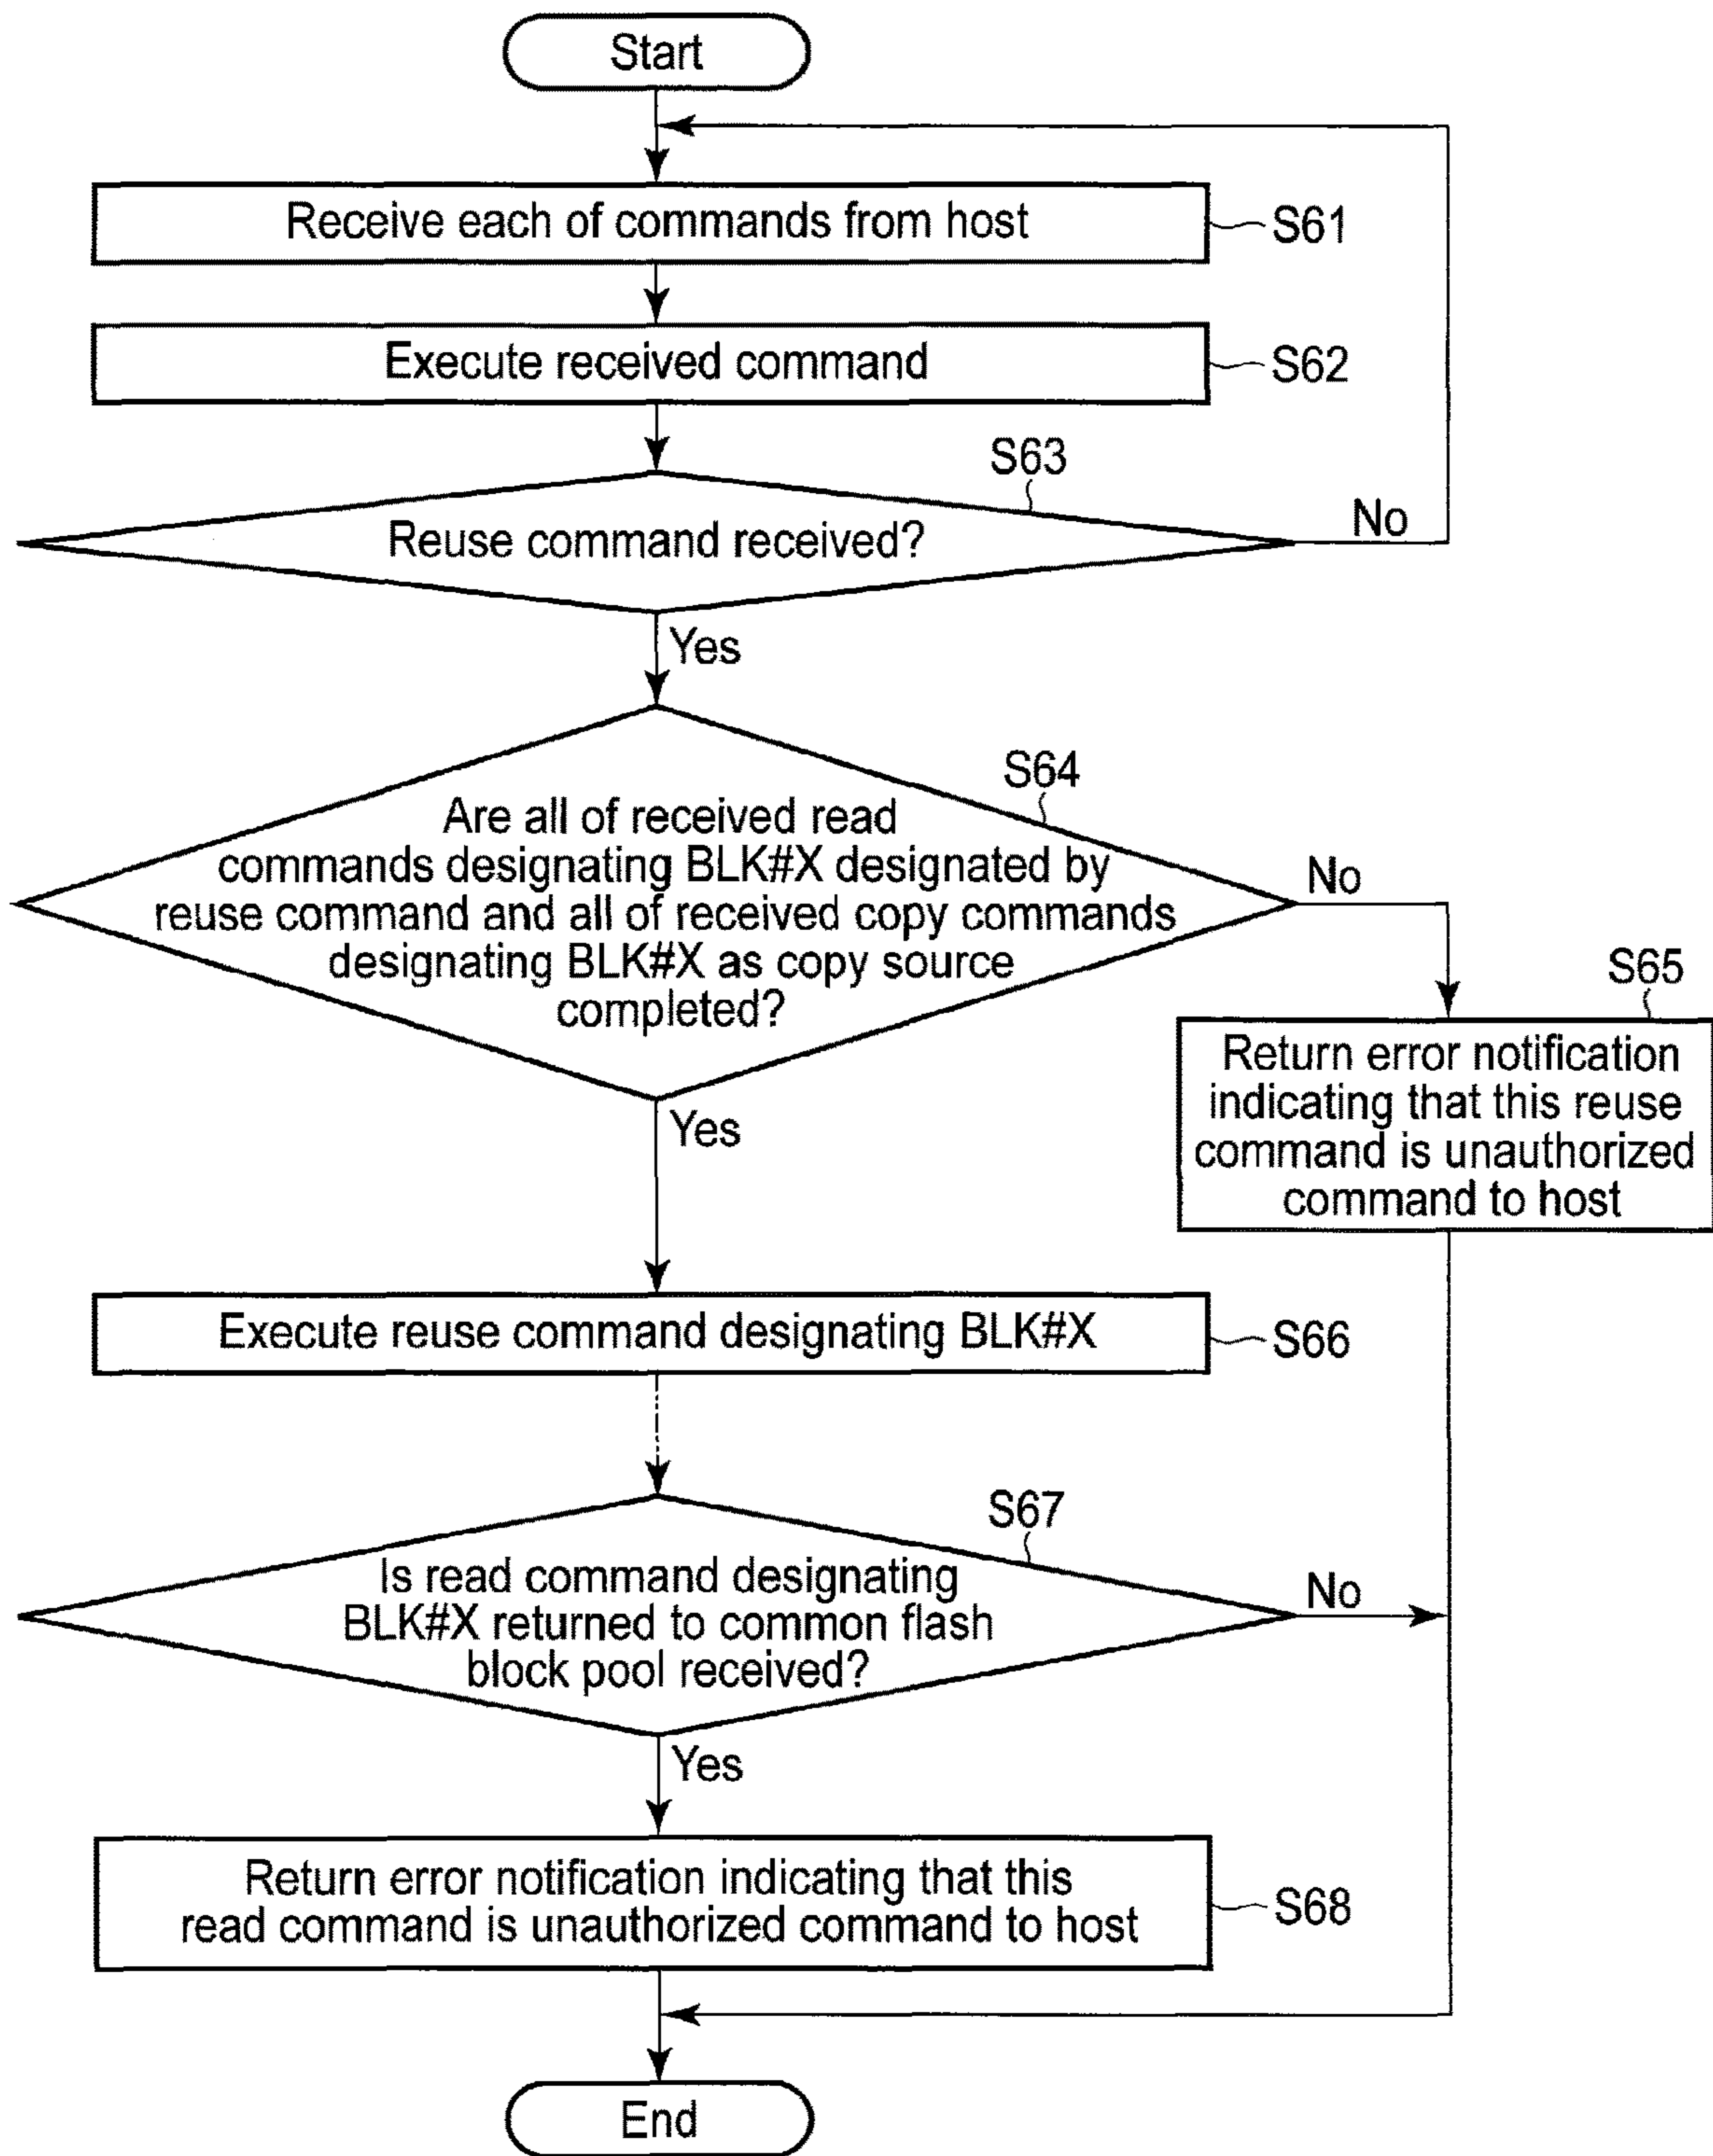 Start
Receive each of commands from host
S61
Execute received command
S62
S63
Reuse command received?
No
Yes
S64
Are all of received read
commands designating BLK#X designated by
reuse command and all of received copy commands
designating BLK#X as copy source
completed?
No
S65
Return error notification
indicating that this reuse
command is unauthorized
command to host
Yes
Execute reuse command designating BLK#X
S66
S67
Is read command designating
BLK#X returned to common flash
block pool received?
No
Yes
Return error notification indicating that this
read command is unauthorized command to host
S68
End